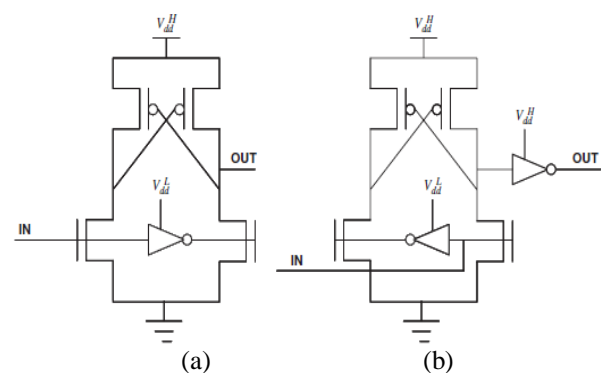 V_dd^H
V_dd^H
V_dd^H
OUT
OUT
V_dd^L
V_dd^L
IN
IN
(a)
(b)